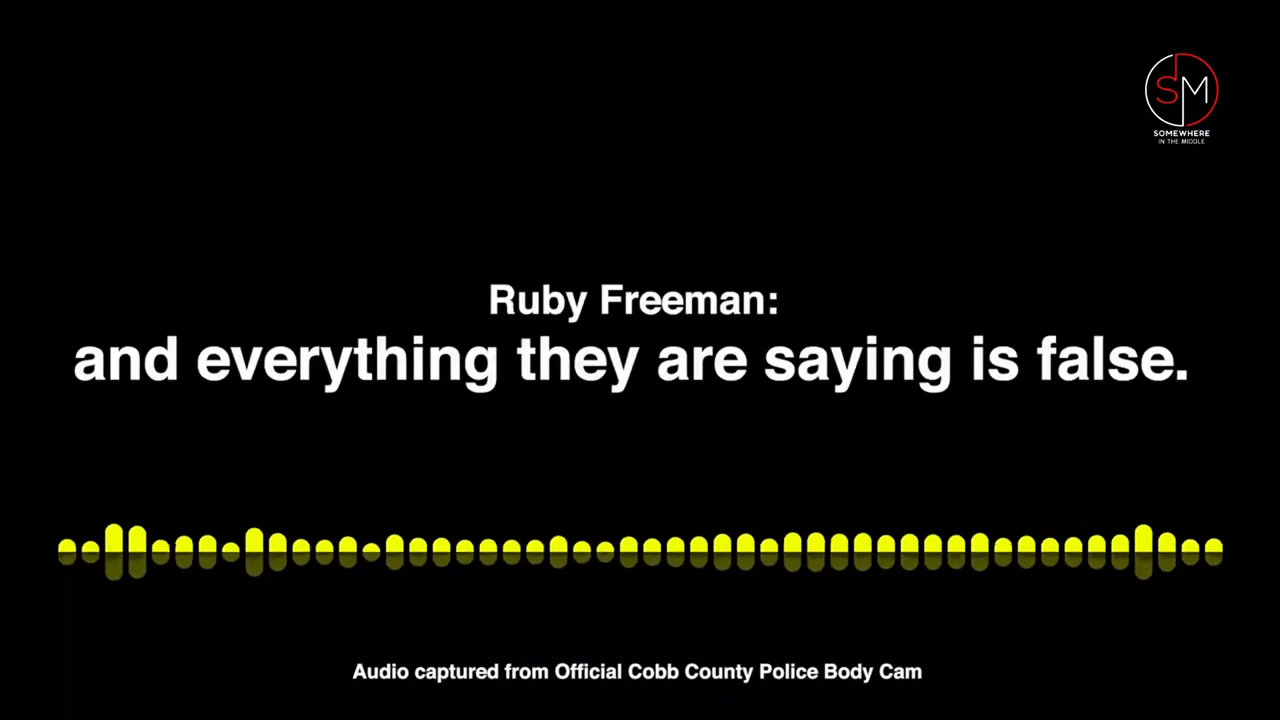 SM
SOMEWHERE
IN THE MIDDLE
Ruby Freeman:
and everything they are saying is false.
Audio captured from Official Cobb County Police Body Cam